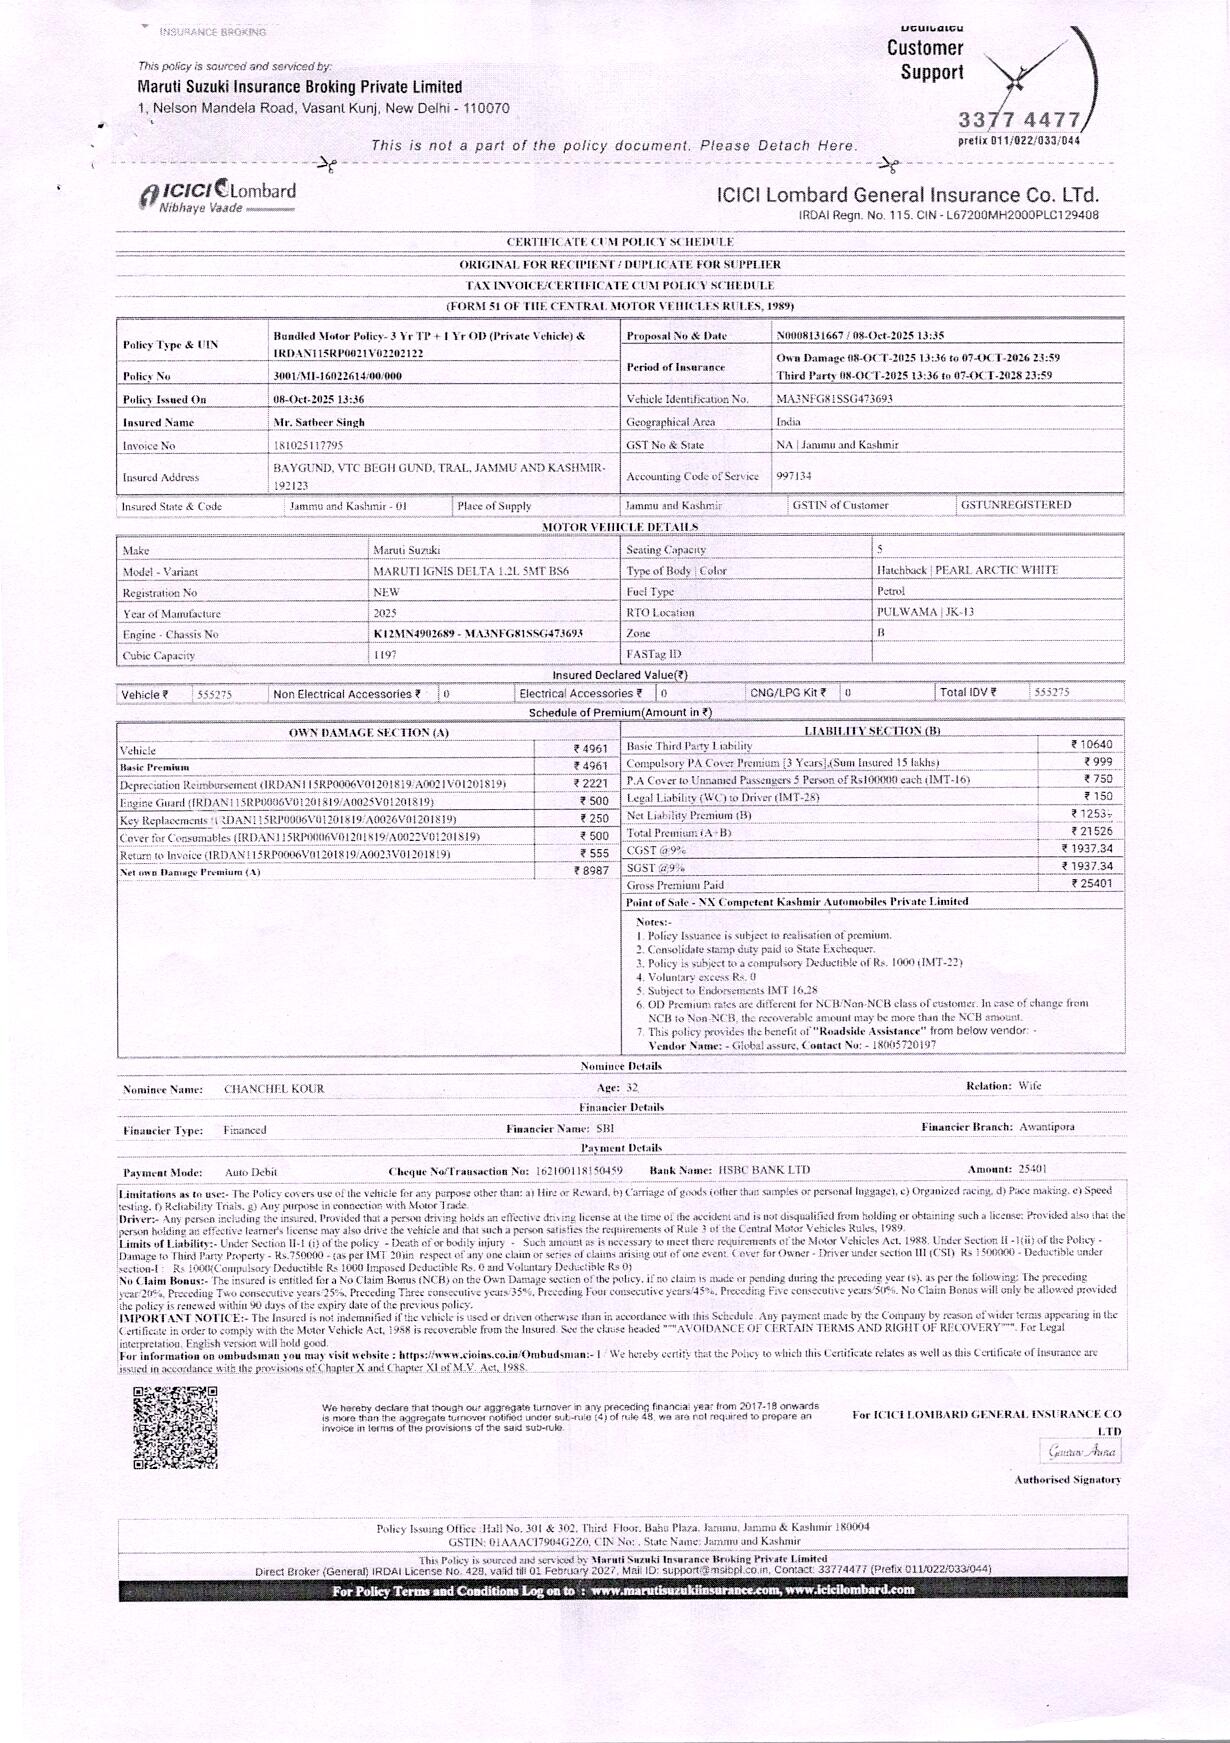 INSURANCE BROKING
This policy is sourced and serviced by:
Maruti Suzuki Insurance Broking Private Limited
1, Nelson Mandela Road, Vasant Kunj, New Delhi - 110070
Dedicated
Customer
Support
3377 4477
prefix 011/022/033/044
This is not a part of the policy document. Please Detach Here.
ICICI Lombard
Nibhaye Vaade
ICICI Lombard General Insurance Co. LTd.
IRDAI Regn. No. 115. CIN - L67200MH2000PLC129408
CERTIFICATE CUM POLICY SCHEDULE
ORIGINAL FOR RECIPIENT / DUPLICATE FOR SUPPLIER
TAX INVOICE/CERTIFICATE CUM POLICY SCHEDULE
(FORM 51 OF THE CENTRAL MOTOR VEHICLES RULES, 1989)
Policy Type & UIN Bundled Motor Policy- 3 Yr TP + 1 Yr OD (Private Vehicle) & IRDAN115RP0021V02202122
Proposal No & Date N0008131667 / 08-Oct-2025 13:35
Period of Insurance Own Damage 08-OCT-2025 13:36 to 07-OCT-2026 23:59
Third Party 08-OCT-2025 13:36 to 07-OCT-2028 23:59
Policy No 3001/MI-16022614/00/000
Policy Issued On 08-Oct-2025 13:36 Vehicle Identification No. MA3NFG81SSG473693
Insured Name Mr. Satbeer Singh Geographical Area India
Invoice No 181025117795 GST No & State NA | Jammu and Kashmir
Insured Address BAYGUND, VTC BEGH GUND, TRAL, JAMMU AND KASHMIR-192123 Accounting Code of Service 997134
Insured State & Code Jammu and Kashmir - 01 Place of Supply Jammu and Kashmir GSTIN of Customer GSTUNREGISTERED
MOTOR VEHICLE DETAILS
Make Maruti Suzuki Seating Capacity 5
Model - Variant MARUTI IGNIS DELTA 1.2L 5MT BS6 Type of Body | Color Hatchback | PEARL ARCTIC WHITE
Registration No NEW Fuel Type Petrol
Year of Manufacture 2025 RTO Location PULWAMA | JK-13
Engine - Chassis No K12MN4902689 - MA3NFG81SSG473693 Zone B
Cubic Capacity 1197 FASTag ID
Insured Declared Value(₹)
Vehicle ₹ 555275 Non Electrical Accessories ₹ 0 Electrical Accessories ₹ 0 CNG/LPG Kit ₹ 0 Total IDV ₹ 555275
Schedule of Premium(Amount in ₹)
OWN DAMAGE SECTION (A)
Vehicle ₹ 4961
Basic Premium ₹ 4961
Depreciation Reimbursement (IRDAN115RP0006V01201819/A0021V01201819) ₹ 2221
Engine Guard (IRDAN115RP0006V01201819/A0025V01201819) ₹ 500
Key Replacements (IRDAN115RP0006V01201819/A0026V01201819) ₹ 250
Cover for Consumables (IRDAN115RP0006V01201819/A0022V01201819) ₹ 500
Return to Invoice (IRDAN115RP0006V01201819/A0023V01201819) ₹ 555
Net own Damage Premium (A) ₹ 8987
LIABILITY SECTION (B)
Basic Third Party Liability ₹ 10640
Compulsory PA Cover Premium [3 Years],(Sum Insured 15 lakhs) ₹ 999
P.A Cover to Unnamed Passengers 5 Person of Rs100000 each (IMT-16) ₹ 750
Legal Liability (WC) to Driver (IMT-28) ₹ 150
Net Liability Premium (B)
Total Premium (A+B) ₹ 21526
CGST @9% ₹ 1937.34
SGST @9% ₹ 1937.34
Gross Premium Paid ₹ 25401
Point of Sale - NX Competent Kashmir Automobiles Private Limited
Notes:-
1. Policy Issuance is subject to realisation of premium.
2. Consolidate stamp duty paid to State Exchequer.
3. Policy is subject to a compulsory Deductible of Rs. 1000 (IMT-22)
4. Voluntary excess Rs. 0
5. Subject to Endorsements IMT 16,28
6. OD Premium rates are different for NCB/Non-NCB class of customer. In case of change from
NCB to Non-NCB, the recoverable amount may be more than the NCB amount.
7. This policy provides the benefit of "Roadside Assistance" from below vendor: -
Vendor Name: - Global assure, Contact No: - 18005720197
Nominee Details
Nominee Name: CHANCHEL KOUR Age: 32 Relation: Wife
Financier Details
Financier Type: Financed Financier Name: SBI Financier Branch: Awantipora
Payment Details
Payment Mode: Auto Debit Cheque No/Transaction No: 162100118150459 Bank Name: HSBC BANK LTD Amount: 25401
Limitations as to use:- The Policy covers use of the vehicle for any purpose other than: a) Hire or Reward, b) Carriage of goods (other than samples or personal luggage), c) Organized racing, d) Pace making, e) Speed
testing, f) Reliability Trials, g) Any purpose in connection with Motor Trade.
Driver:- Any person including the insured, Provided that a person driving holds an effective driving license at the time of the accident and is not disqualified from holding or obtaining such a license; Provided also that the
person holding an effective learner's license may also drive the vehicle and that such a person satisfies the requirements of Rule 3 of the Central Motor Vehicles Rules, 1989.
Limits of Liability:- Under Section II-1 (i) of the policy - Death of or bodily injury - Such amount as is necessary to meet there requirements of the Motor Vehicles Act, 1988. Under Section II -1(ii) of the Policy -
Damage to Third Party Property - Rs.750000 - (as per IMT 20)in respect of any one claim or series of claims arising out of one event. Cover for Owner - Driver under section III (CSI) Rs 1500000 - Deductible under
section-I : Rs 1000(Compulsory Deductible Rs 1000 Imposed Deductible Rs. 0 and Voluntary Deductible Rs 0)
No Claim Bonus:- The insured is entitled for a No Claim Bonus (NCB) on the Own Damage section of the policy, if no claim is made or pending during the preceding year (s), as per the following: The preceding
year/20%, Preceding Two consecutive years/25%, Preceding Three consecutive years/35%, Preceding Four consecutive years/45%, Preceding Five consecutive years/50%. No Claim Bonus will only be allowed provided
the policy is renewed within 90 days of the expiry date of the previous policy.
IMPORTANT NOTICE:- The Insured is not indemnified if the vehicle is used or driven otherwise than in accordance with this Schedule. Any payment made by the Company by reason of wider terms appearing in the
Certificate in order to comply with the Motor Vehicle Act, 1988 is recoverable from the Insured. See the clause headed """AVOIDANCE OF CERTAIN TERMS AND RIGHT OF RECOVERY""". For Legal
interpretation, English version will hold good.
For information on ombudsman you may visit website : https://www.cioins.co.in/Ombudsman:- I / We hereby certify that the Policy to which this Certificate relates as well as this Certificate of Insurance are
issued in accordance with the provisions of Chapter X and Chapter XI of M.V. Act, 1988.
We hereby declare that though our aggregate turnover in any preceding financial year from 2017-18 onwards
is more than the aggregate turnover notified under sub-rule (4) of rule 48, we are not required to prepare an
invoice in terms of the provisions of the said sub-rule.
For ICICI LOMBARD GENERAL INSURANCE CO
LTD
Authorised Signatory
Policy Issuing Office :Hall No. 301 & 302, Third Floor, Bahu Plaza, Jammu, Jammu & Kashmir 180004
GSTIN: 01AAACI7904G2Z0, CIN No: . State Name: Jammu and Kashmir
This Policy is sourced and serviced by Maruti Suzuki Insurance Broking Private Limited
Direct Broker (General) IRDAI License No. 428, valid till 01 February 2027, Mail ID: support@msibpl.co.in, Contact: 33774477 (Prefix 011/022/033/044)
For Policy Terms and Conditions Log on to : www.marutisuzukiinsurance.com, www.icicilombard.com